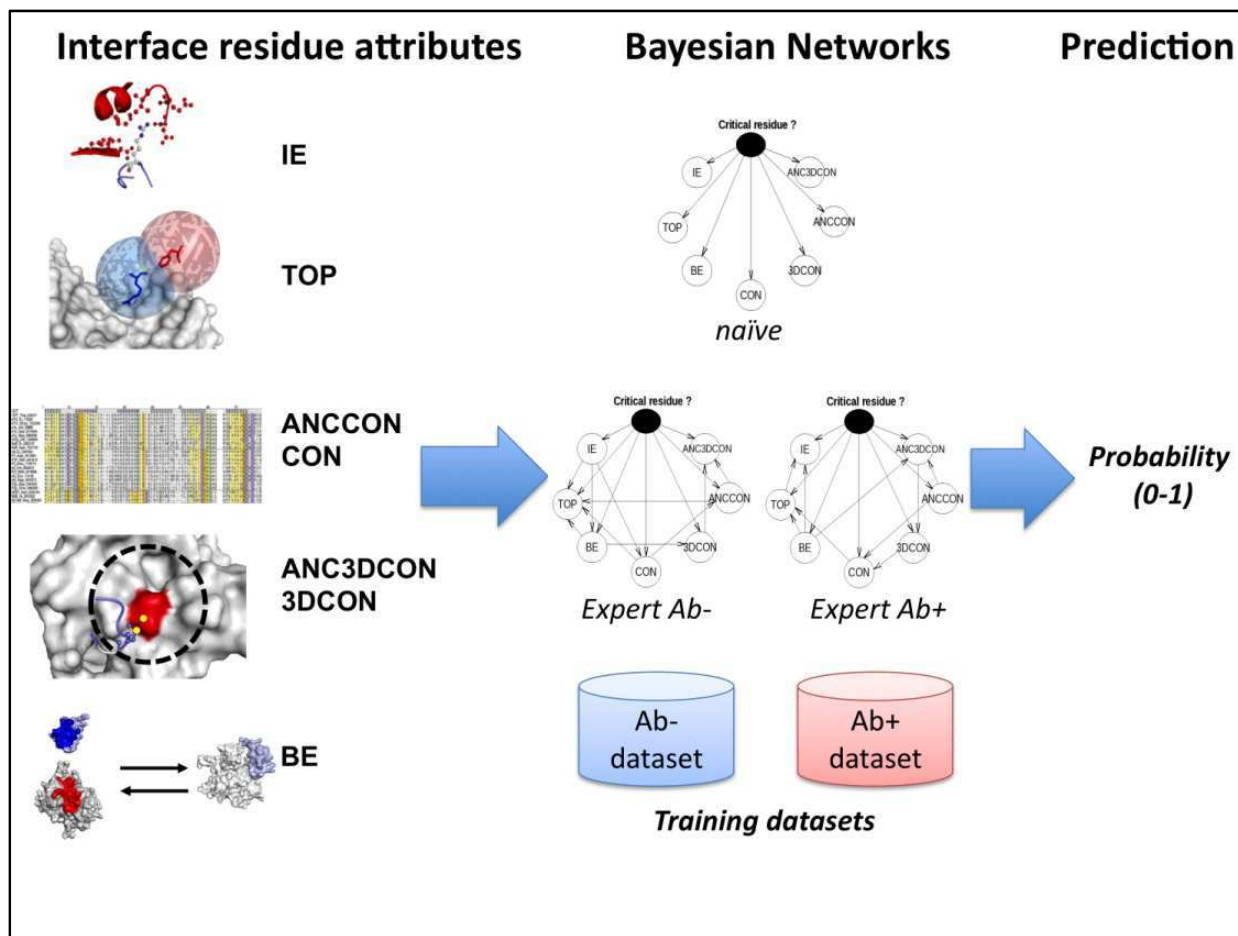 Interface residue attributes
Bayesian Networks
Prediction
IE
TOP
ANCCON
CON
ANC3DCON
3DCON
BE
Critical residue ?
IE
ANC3DCON
TOP
ANCCON
BE
3DCON
CON
naïve
Critical residue ?
IE
ANC3DCON
TOP
ANCCON
BE
3DCON
CON
Expert Ab-
Critical residue ?
IE
ANC3DCON
TOP
ANCCON
BE
3DCON
CON
Expert Ab+
Probability
(0-1)
Ab-
dataset
Ab+
dataset
Training datasets